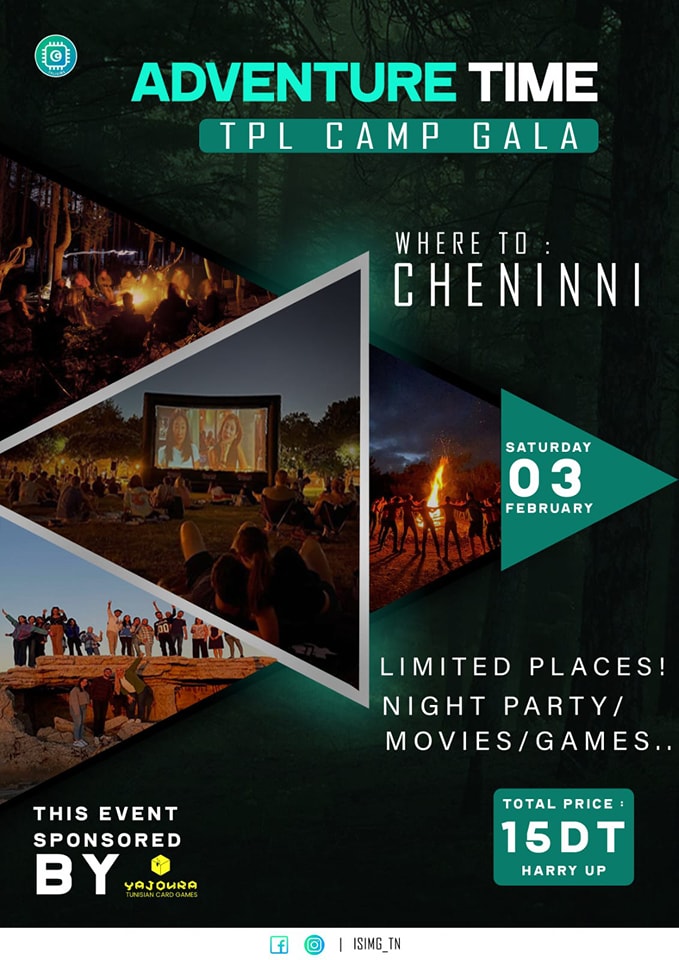 ADVENTURE TIME
TPL CAMP GALA
WHERE TO :
CHENINNI
SATURDAY
03
FEBRUARY
LIMITED PLACES!
NIGHT PARTY/
MOVIES/GAMES..
THIS EVENT
SPONSORED
BY
YAJOURA
TUNISIAN CARD GAMES
TOTAL PRICE :
15DT
HARRY UP
| ISIMG_TN